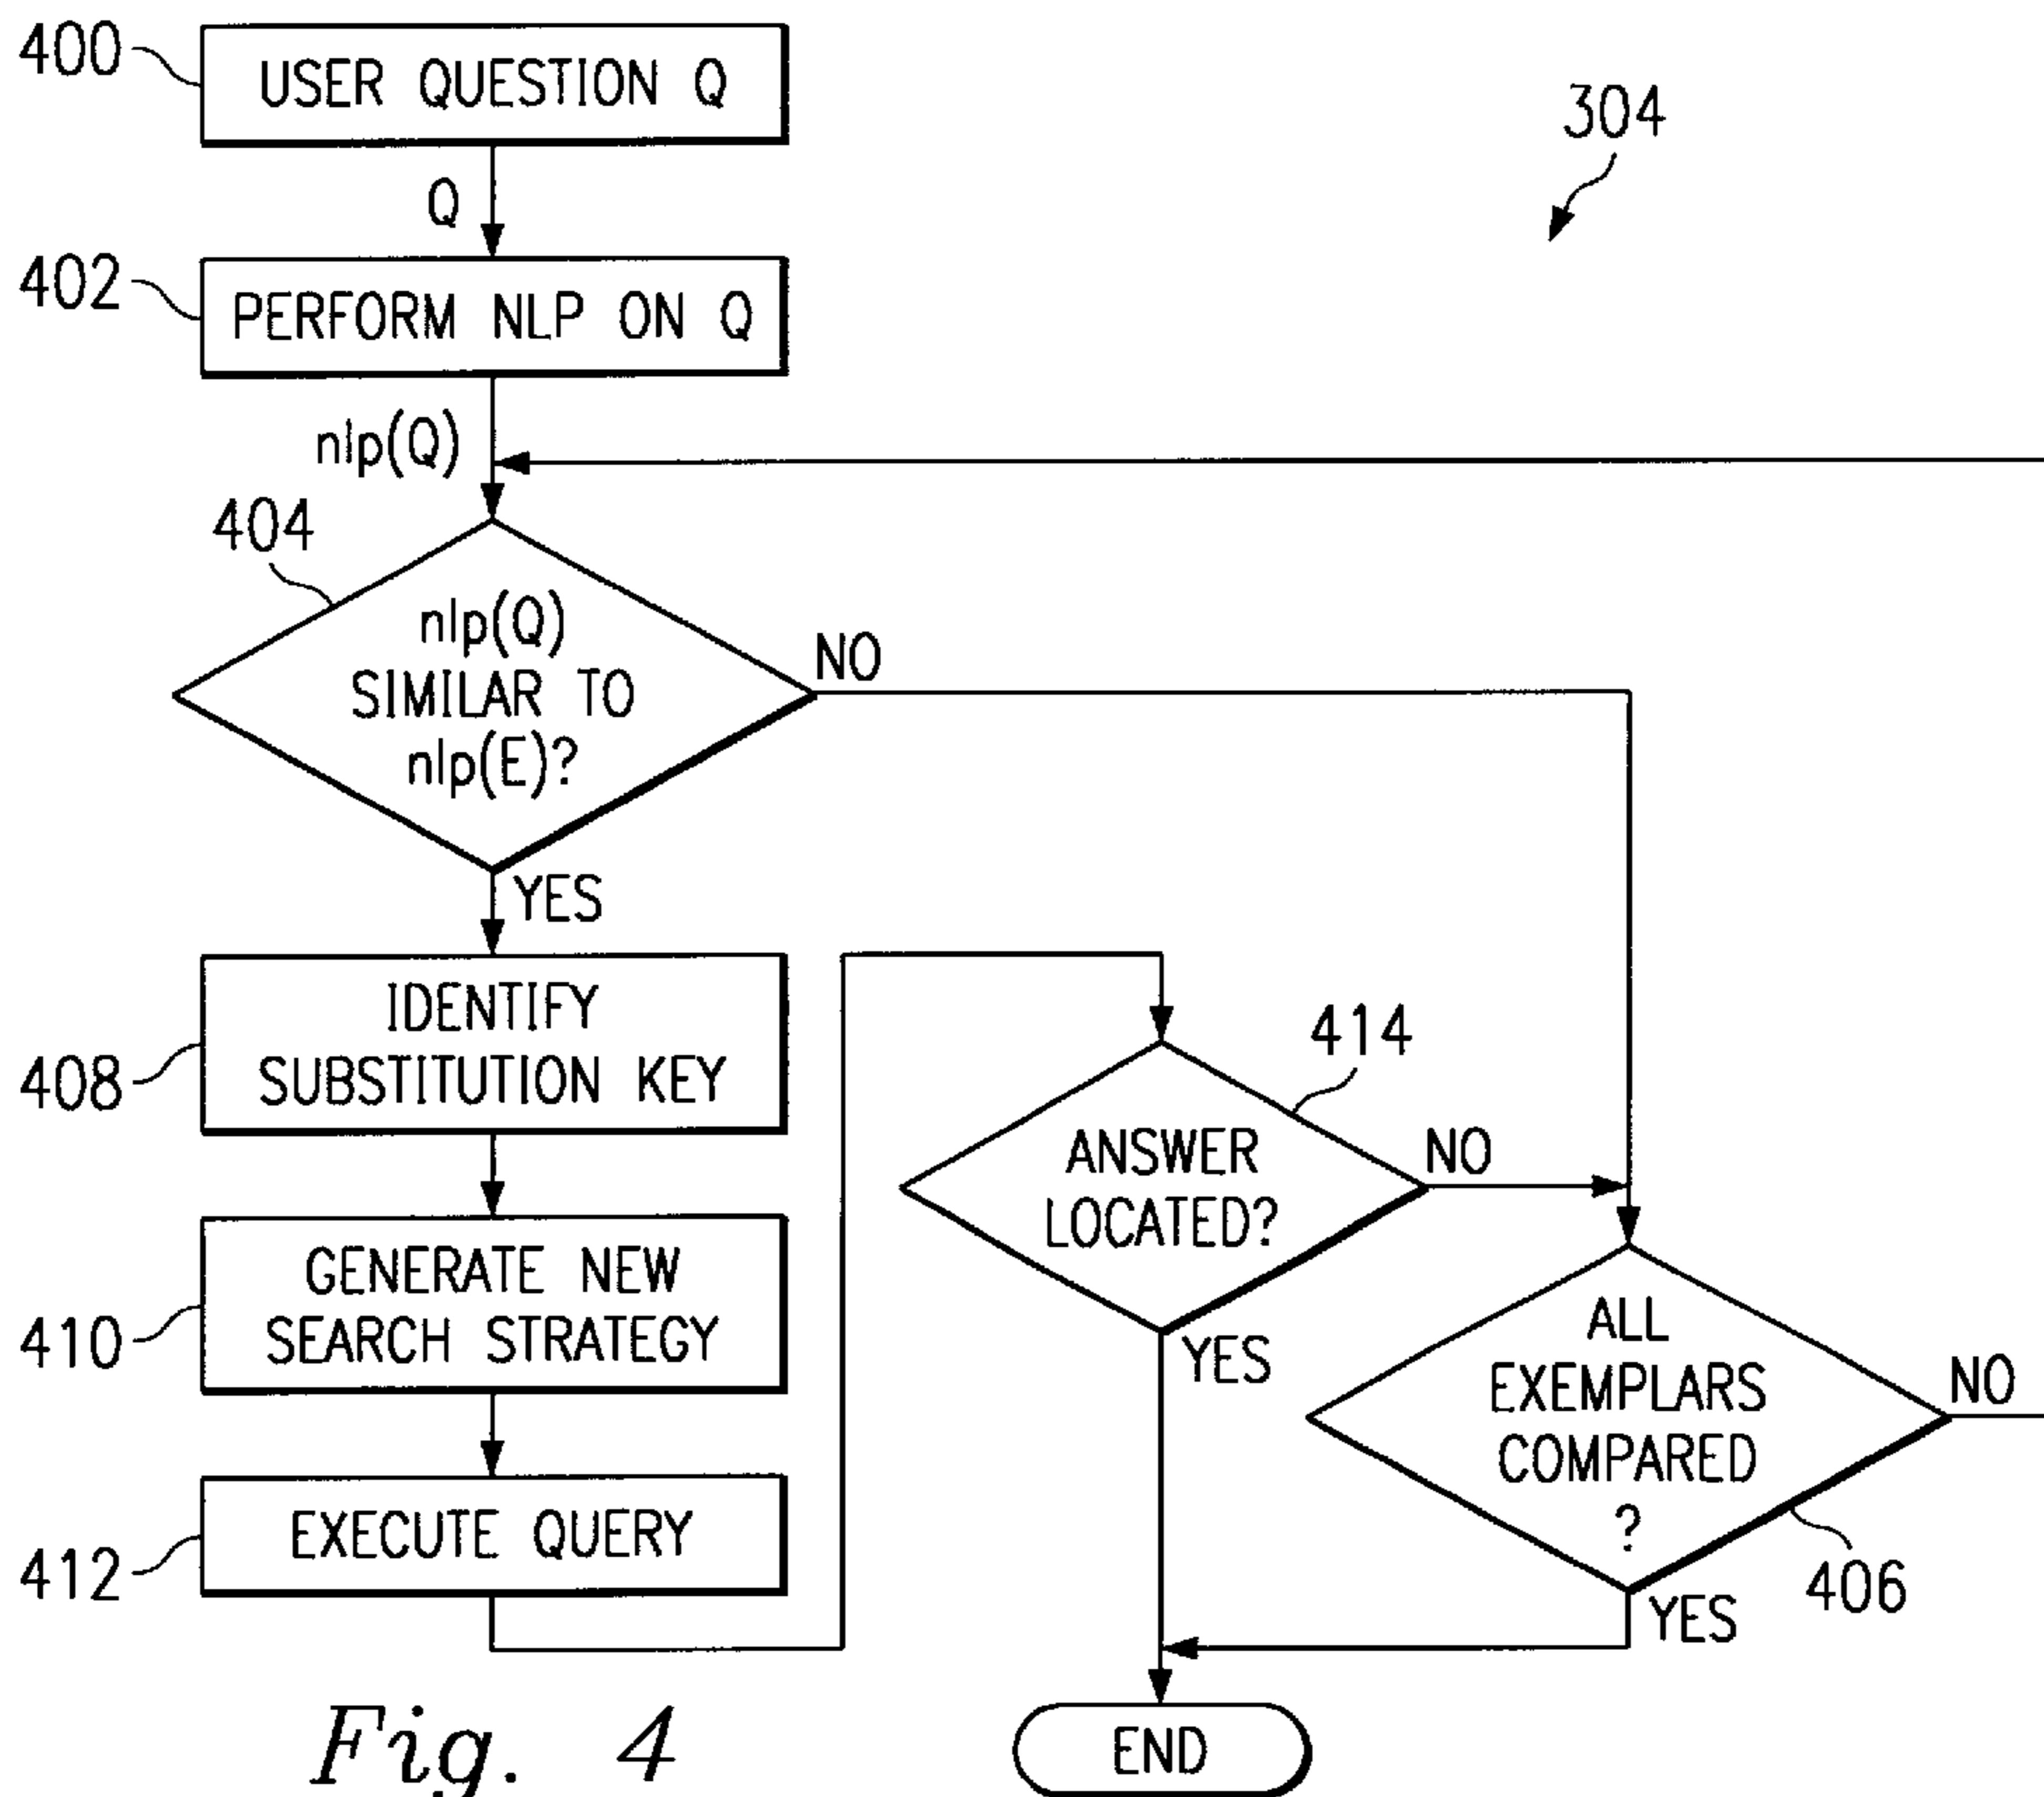 400
USER QUESTION Q
304
Q
402
PERFORM NLP ON Q
nlp(Q)
404
nlp(Q)
SIMILAR TO
nlp(E)?
NO
YES
IDENTIFY
SUBSTITUTION KEY
408
414
ANSWER
LOCATED?
NO
YES
GENERATE NEW
SEARCH STRATEGY
410
ALL
EXEMPLARS
COMPARED
?
NO
406
YES
EXECUTE QUERY
412
END
Fig. 4